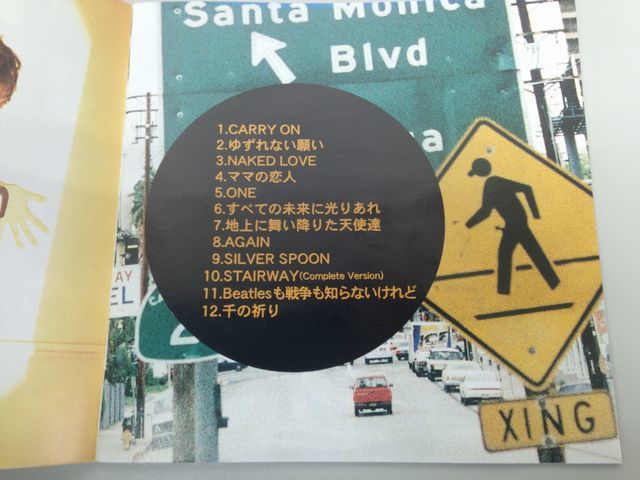 Santa Monica
Blvd
1.CARRY ON
2.ゆずれない願い
3.NAKED LOVE
4.ママの恋人
5.ONE
6.すべての未来に光りあれ
7.地上に舞い降りた天使達
8.AGAIN
9.SILVER SPOON
10.STAIRWAY(Complete Version)
11.Beatlesも戦争も知らないけれど
12.千の祈り
XING